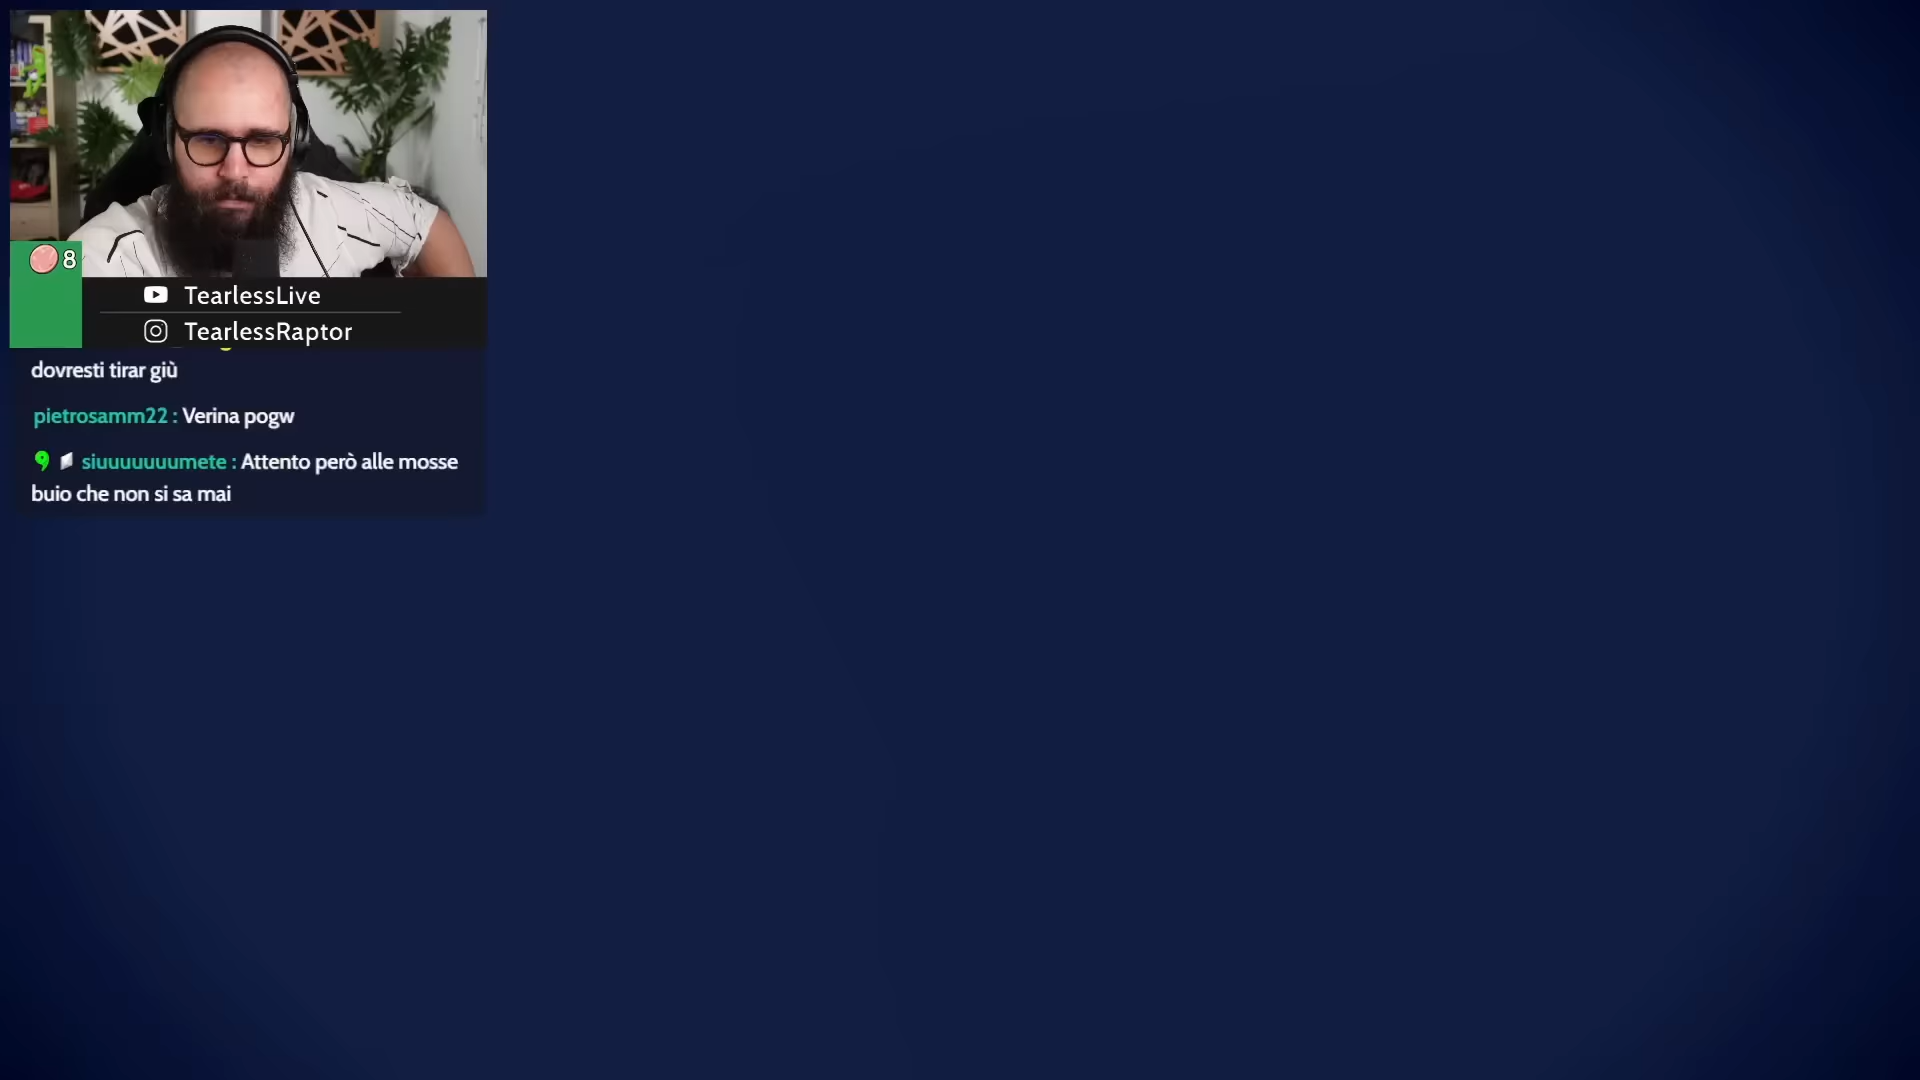 8
TearlessLive
TearlessRaptor
dovresti tirar giù
pietrosamm22 : Verina pogw
siuuuuuuumete : Attento però alle mosse
buio che non si sa mai